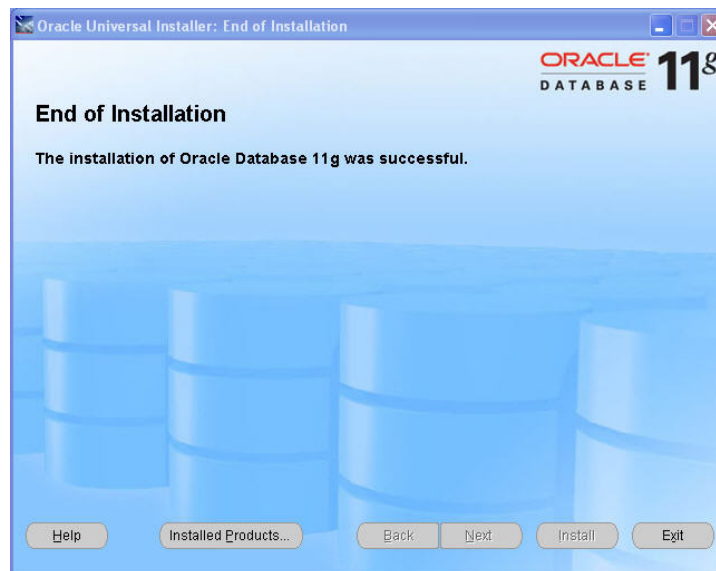 Oracle Universal Installer: End of Installation
ORACLE 11g
DATABASE
End of Installation
The installation of Oracle Database 11g was successful.
Help Installed Products... Back Next Install Exit